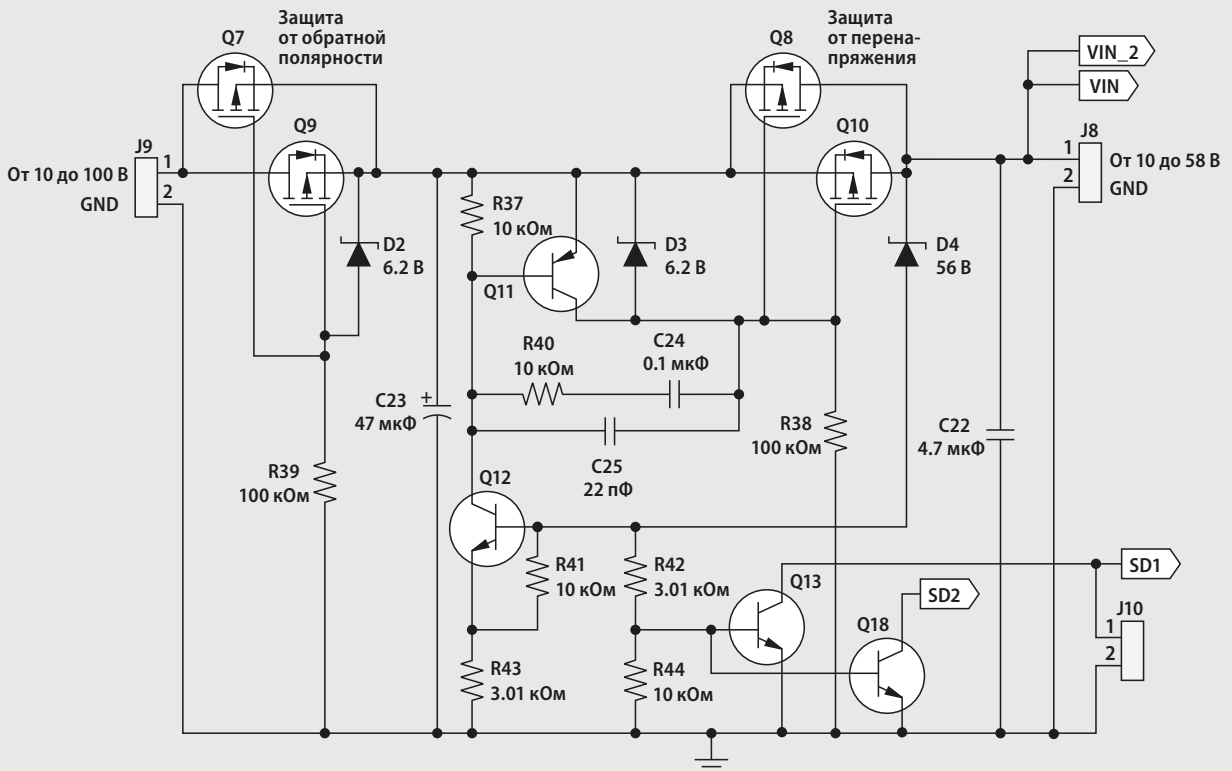 Защита
от обратной
полярности
Защита
от перена-
пряжения
Q7
Q8
VIN_2
VIN
Q9
Q10
J9
J8
1
От 10 до 100 В
2
GND
1
От 10 до 58 В
2
GND
R37
10 кОм
D2
6.2 В
D3
6.2 В
D4
56 В
Q11
R40
10 кОм
C24
0.1 мкФ
C23
47 мкФ
+
R38
100 кОм
C22
4.7 мкФ
C25
22 пФ
R39
100 кОм
Q12
R41
10 кОм
R42
3.01 кОм
Q13
SD1
SD2
J10
1
2
Q18
R43
3.01 кОм
R44
10 кОм